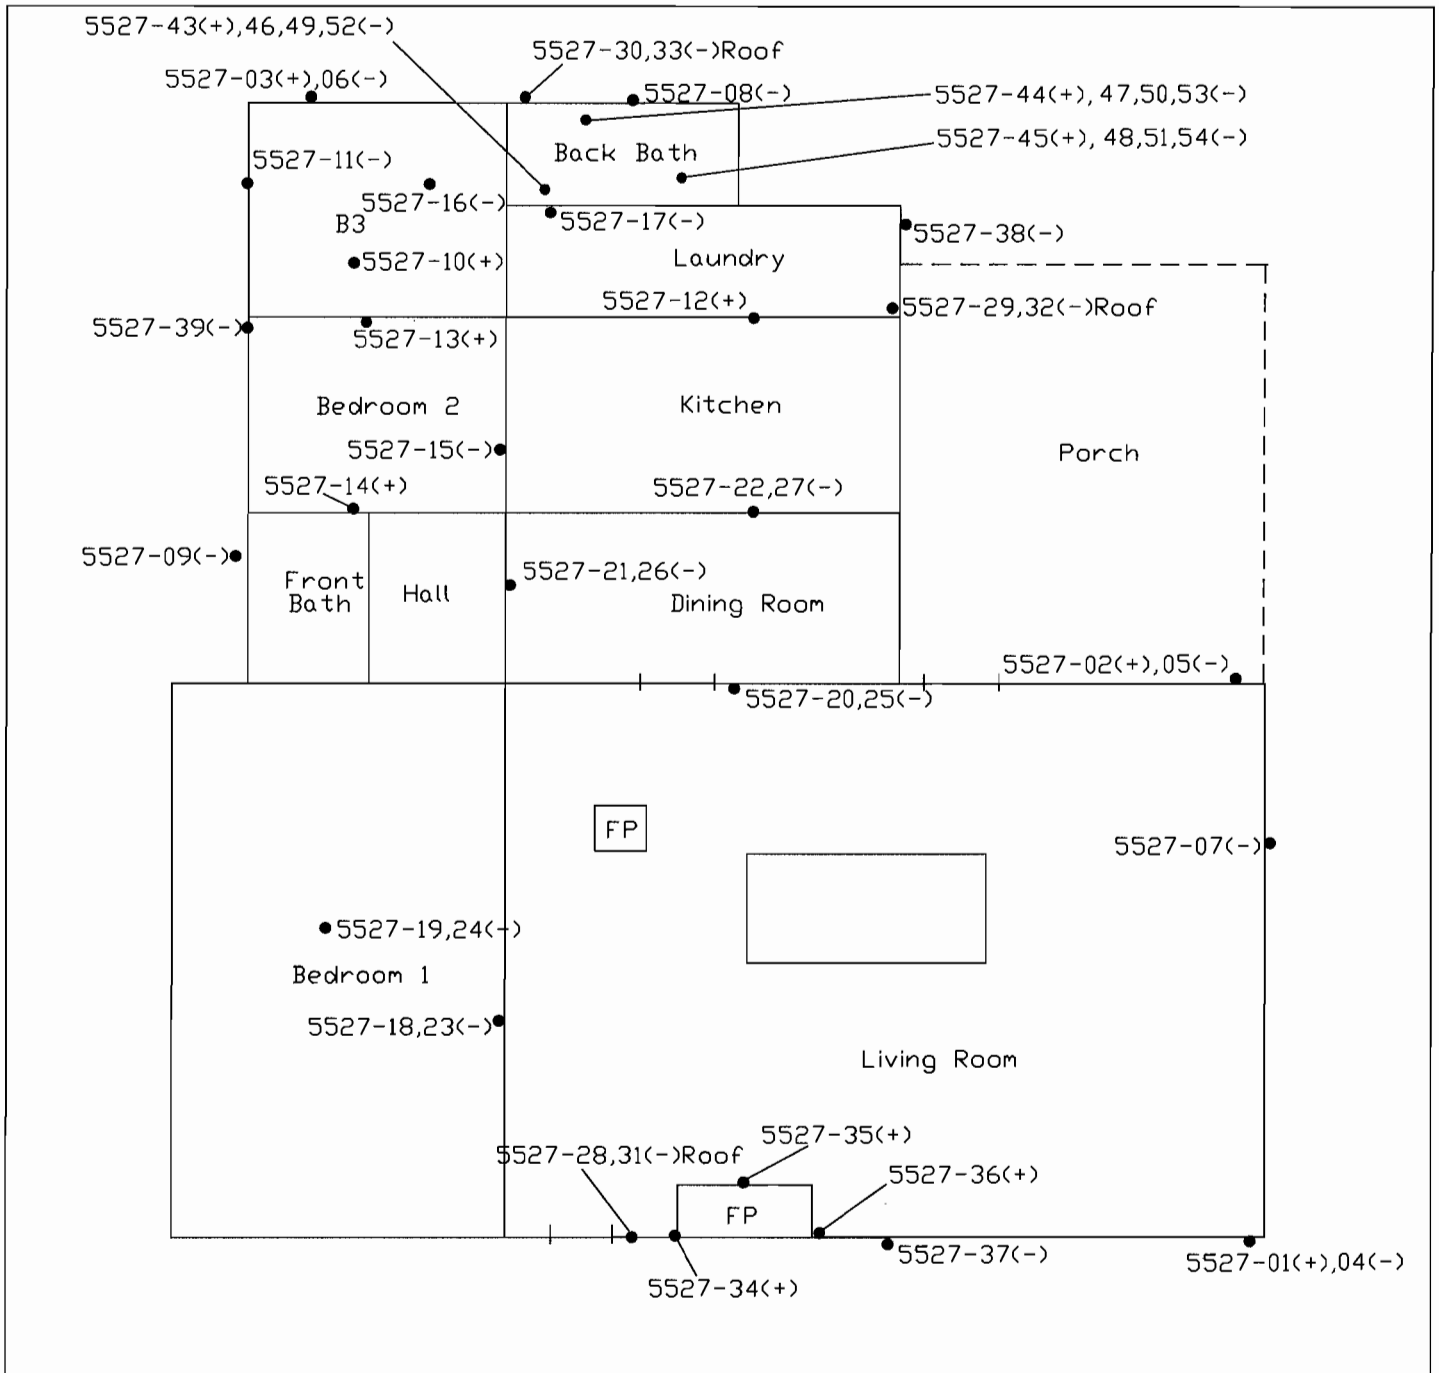 5527-43(+),46,49,52(-)
5527-30,33(-)Roof
5527-03(+),06(-)
5527-08(-)
5527-44(+), 47,50,53(-)
5527-45(+), 48,51,54(-)
Back Bath
5527-11(-)
5527-16(-)
B3
5527-17(-)
5527-38(-)
Laundry
5527-10(+)
5527-12(+)
5527-29,32(-)Roof
5527-39(-)
5527-13(+)
Bedroom 2
Kitchen
5527-15(-)
Porch
5527-14(+)
5527-22,27(-)
5527-09(-)
5527-21,26(-)
Front
Bath
Hall
Dining Room
5527-02(+),05(-)
5527-20,25(-)
FP
5527-07(-)
5527-19,24(-)
Bedroom 1
5527-18,23(-)
Living Room
5527-35(+)
5527-28,31(-)Roof
5527-36(+)
FP
5527-37(-)
5527-01(+),04(-)
5527-34(+)